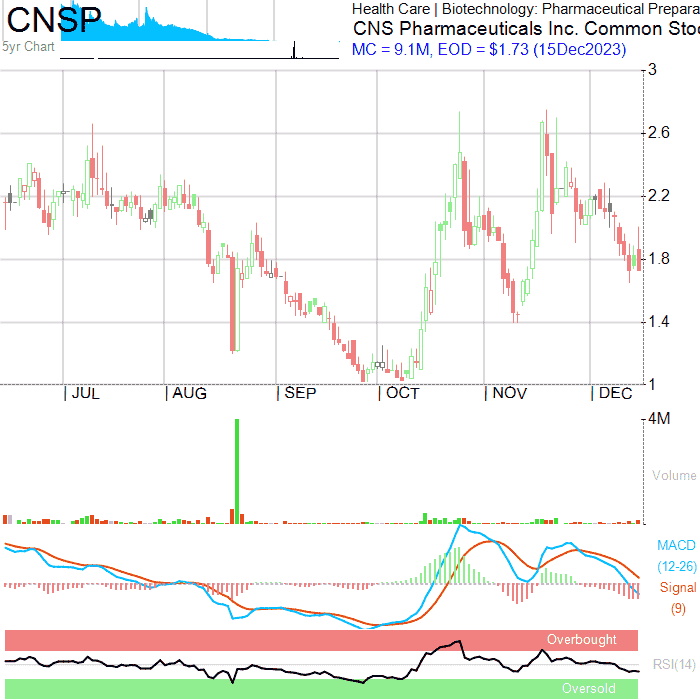 CNSP
5yr Chart
Health Care | Biotechnology: Pharmaceutical Prepara
CNS Pharmaceuticals Inc. Common Stoc
MC = 9.1M, EOD = $1.73 (15Dec2023)
3
2.6
2.2
1.8
1.4
1
JUL AUG SEP OCT NOV DEC
4M
Volume
MACD
(12-26)
Signal
(9)
Overbought
RSI(14)
Oversold